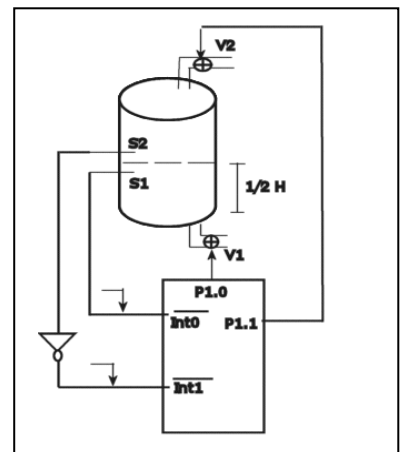 V2
S2
S1
1/2 H
V1
P1.0
Int0
P1.1
Int1